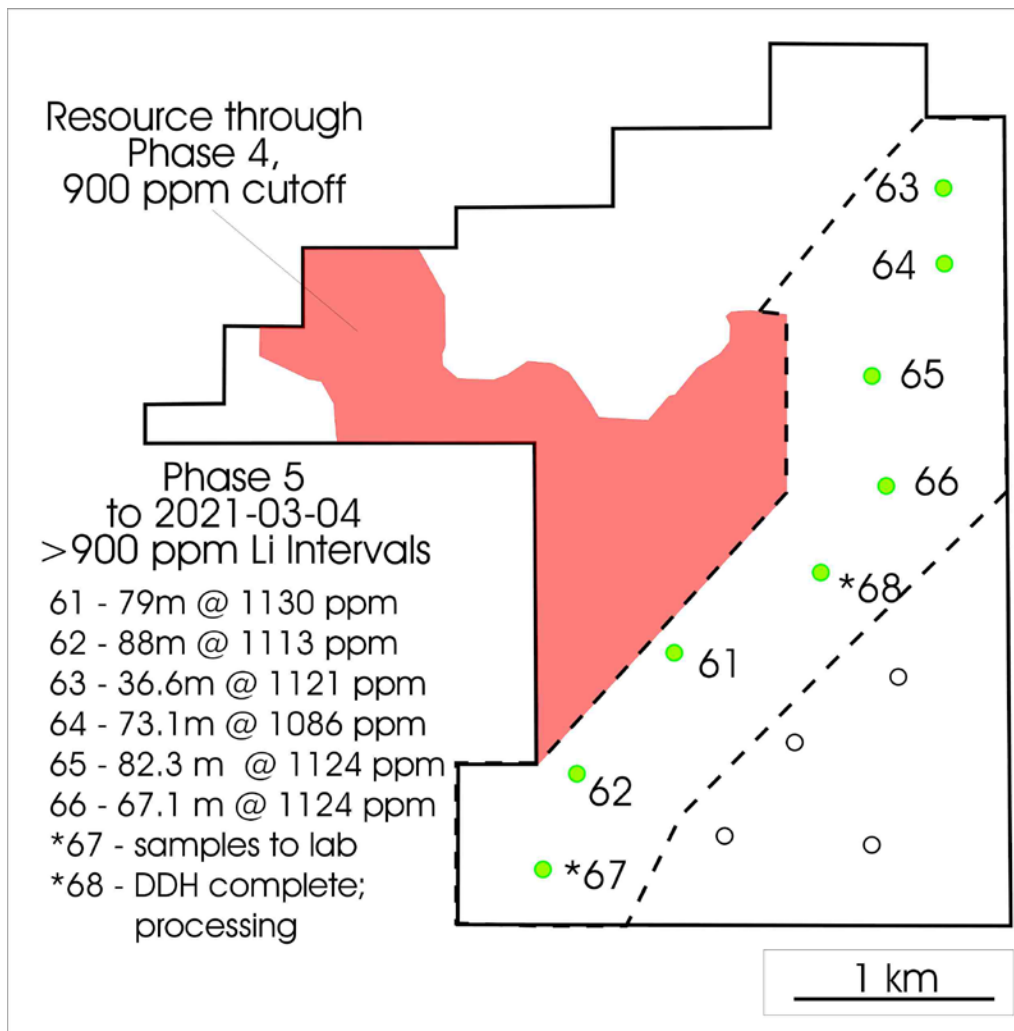 Resource through
Phase 4,
900 ppm cutoff
63
64
65
66
*68
61
62
*67
Phase 5
to 2021-03-04
>900 ppm Li Intervals
61 - 79m @ 1130 ppm
62 - 88m @ 1113 ppm
63 - 36.6m @ 1121 ppm
64 - 73.1m @ 1086 ppm
65 - 82.3 m @ 1124 ppm
66 - 67.1 m @ 1124 ppm
*67 - samples to lab
*68 - DDH complete;
processing
1 km